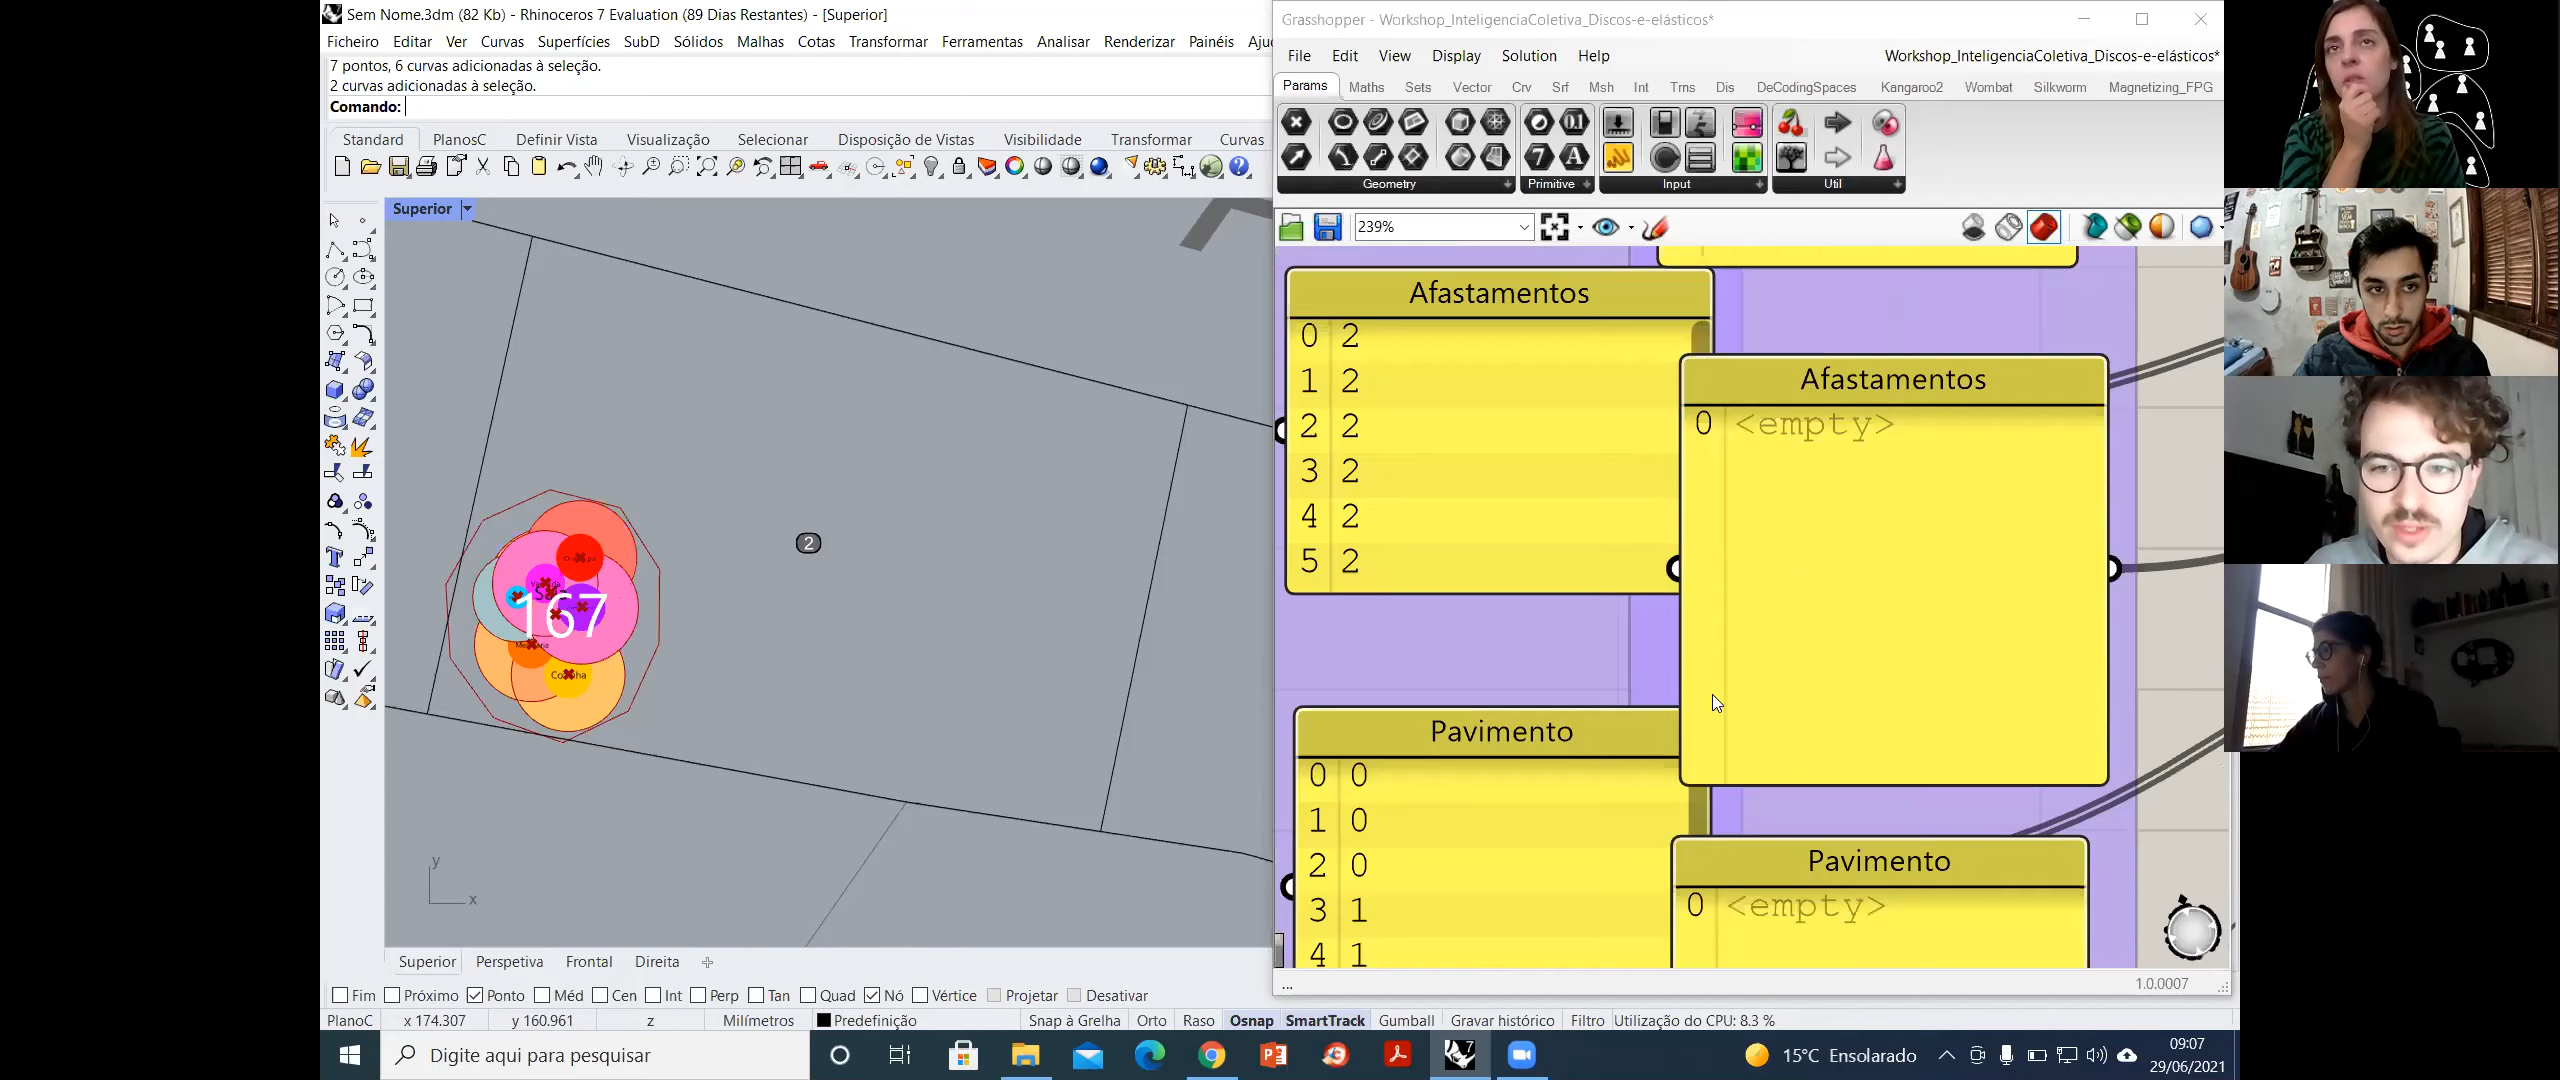 Sem Nome.3dm (82 Kb) - Rhinoceros 7 Evaluation (89 Dias Restantes) - [Superior]
Ficheiro Editar Ver Curvas Superfícies SubD Sólidos Malhas Cotas Transformar Ferramentas Analisar Renderizar Painéis Aju
7 pontos, 6 curvas adicionadas à seleção.
2 curvas adicionadas à seleção.
Comando:
Standard PlanosC Definir Vista Visualização Selecionar Disposição de Vistas Visibilidade Transformar Curvas
Superior
2
167
Cozinha
y
x
Superior Perspetiva Frontal Direita
Fim Próximo Ponto Méd Cen Int Perp Tan Quad Nó Vértice Projetar Desativar
PlanoC x 174.307 y 160.961 z Milímetros Predefinição Snap à Grelha Orto Raso Osnap SmartTrack Gumball Gravar histórico Filtro Utilização do CPU: 8.3 %
Grasshopper - Workshop_InteligenciaColetiva_Discos-e-elásticos*
File Edit View Display Solution Help Workshop_InteligenciaColetiva_Discos-e-elásticos*
Params Maths Sets Vector Crv Srf Msh Int Trns Dis DeCodingSpaces Kangaroo2 Wombat Silkworm Magnetizing_FPG
Geometry Primitive Input Util
239%
Afastamentos
0 2
1 2
2 2
3 2
4 2
5 2
Afastamentos
0 <empty>
Pavimento
0 0
1 0
2 0
3 1
4 1
Pavimento
0 <empty>
... 1.0.0007
Digite aqui para pesquisar
15°C Ensolarado
09:07
29/06/2021